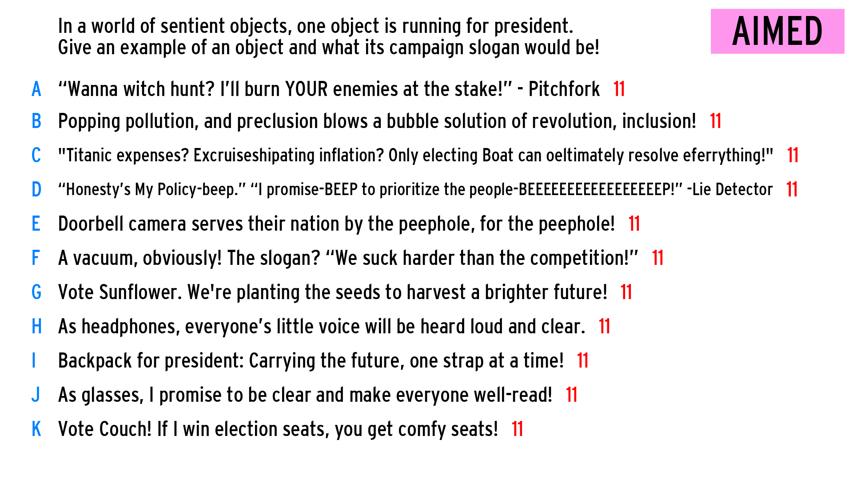 In a world of sentient objects, one object is running for president.
Give an example of an object and what its campaign slogan would be!
AIMED
A “Wanna witch hunt? I’ll burn YOUR enemies at the stake!” - Pitchfork 11
B Popping pollution, and preclusion blows a bubble solution of revolution, inclusion! 11
C "Titanic expenses? Excruiseshipating inflation? Only electing Boat can oeltimately resolve eferrything!" 11
D “Honesty’s My Policy-beep.” “I promise-BEEP to prioritize the people-BEEEEEEEEEEEEEEEEEP!” -Lie Detector 11
E Doorbell camera serves their nation by the peephole, for the peephole! 11
F A vacuum, obviously! The slogan? “We suck harder than the competition!” 11
G Vote Sunflower. We're planting the seeds to harvest a brighter future! 11
H As headphones, everyone’s little voice will be heard loud and clear. 11
I Backpack for president: Carrying the future, one strap at a time! 11
J As glasses, I promise to be clear and make everyone well-read! 11
K Vote Couch! If I win election seats, you get comfy seats! 11